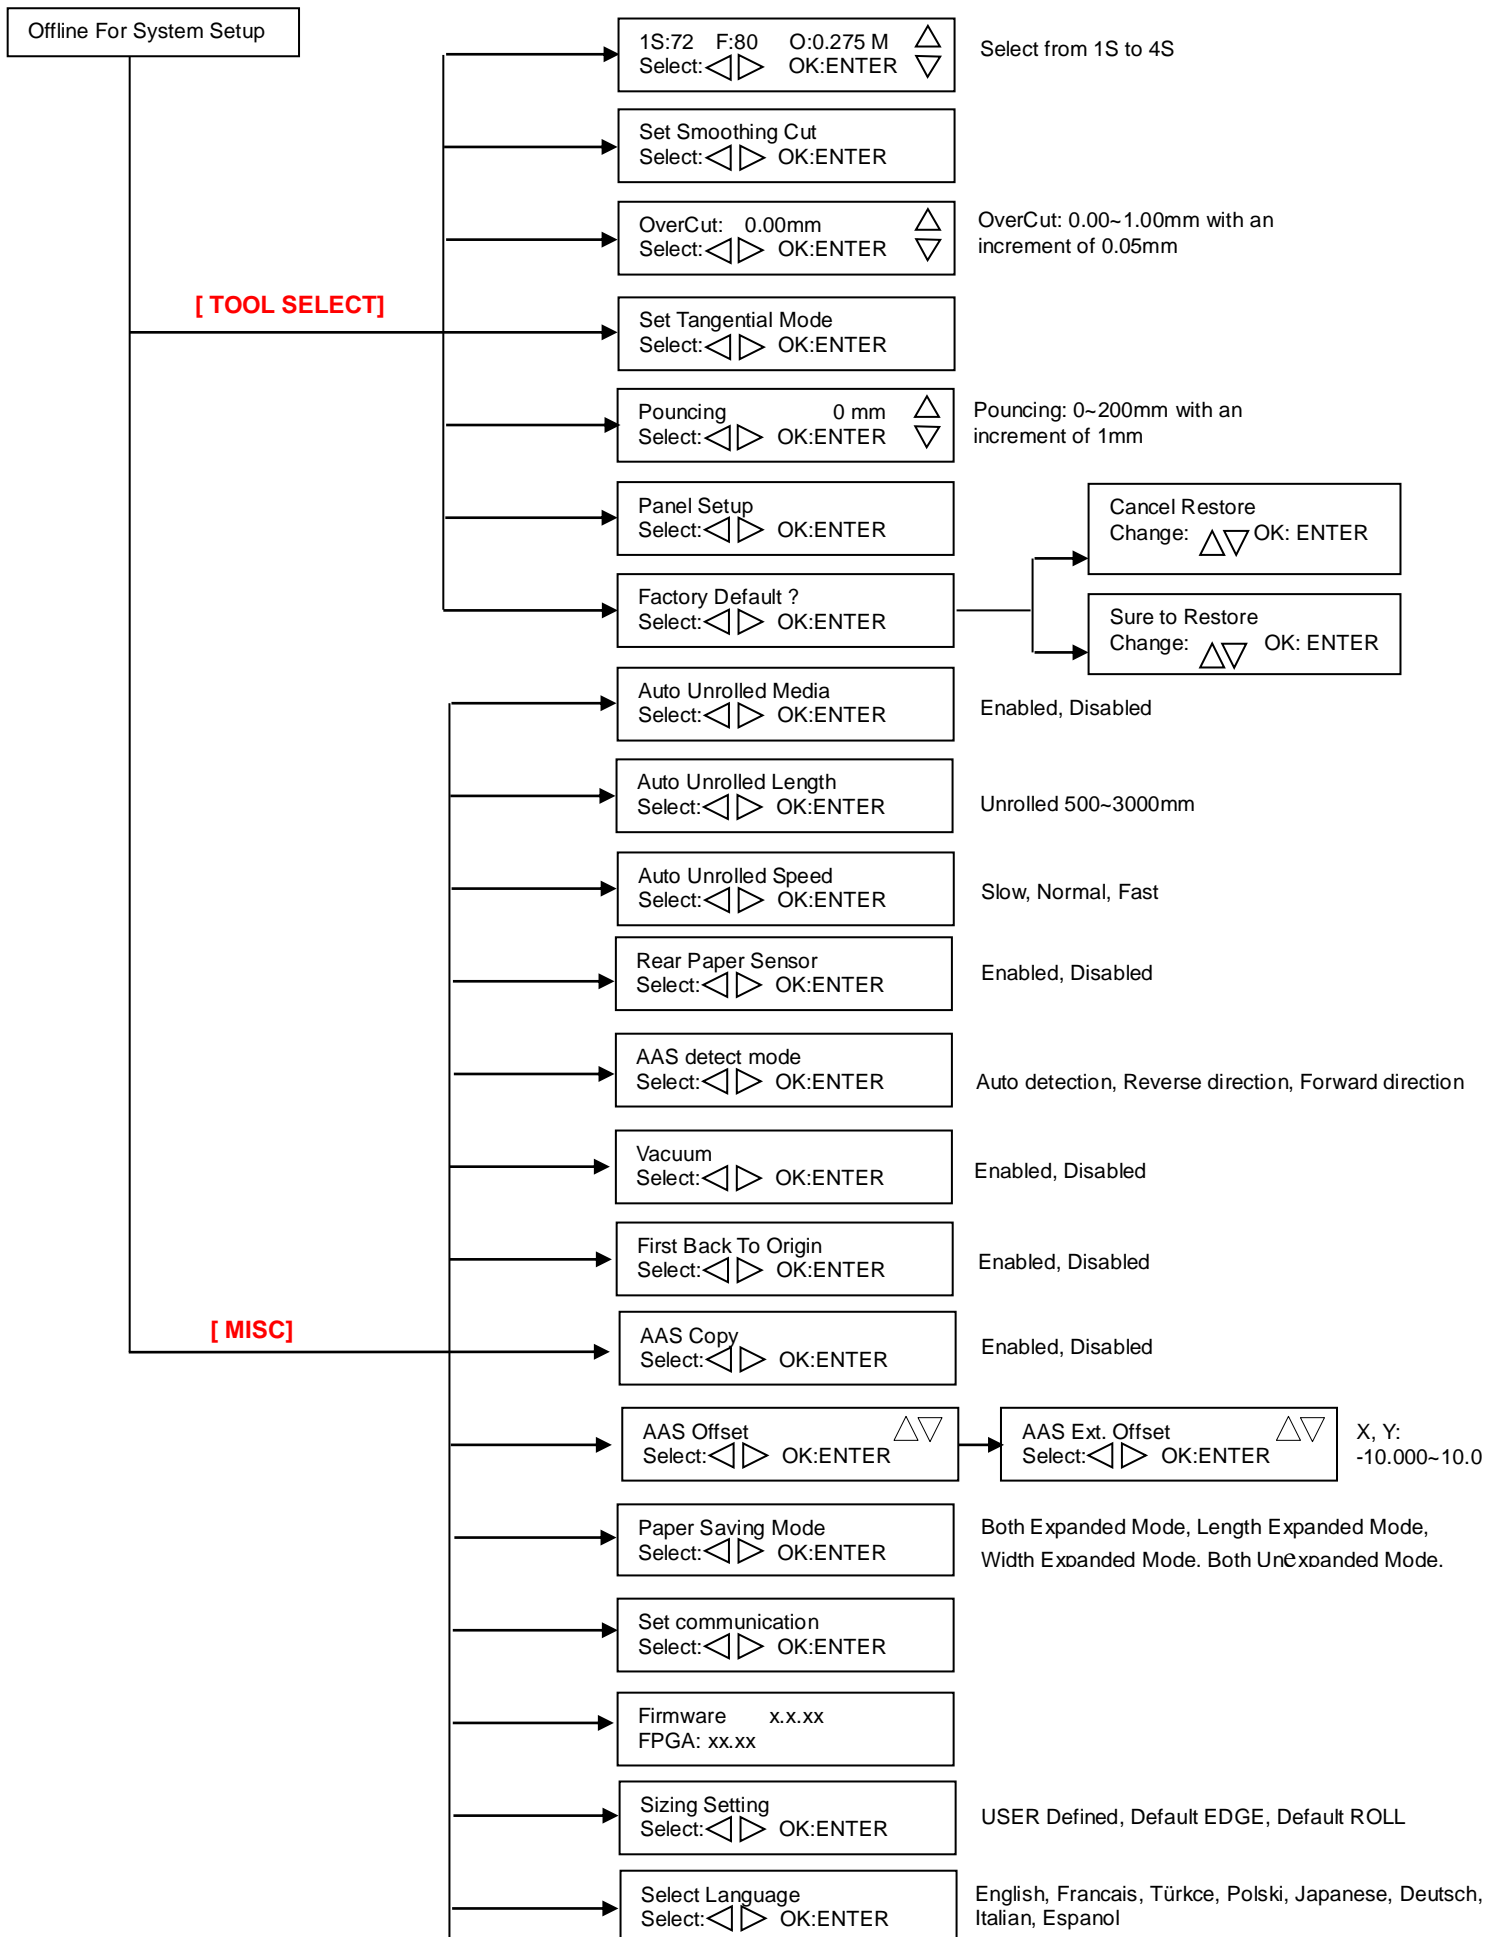 Offline For System Setup
1S:72 F:80 O:0.275 M
Select: OK:ENTER
Select from 1S to 4S
Set Smoothing Cut
Select: OK:ENTER
OverCut: 0.00mm
Select: OK:ENTER
OverCut: 0.00~1.00mm with an
increment of 0.05mm
[ TOOL SELECT]
Set Tangential Mode
Select: OK:ENTER
Pouncing 0 mm
Select: OK:ENTER
Pouncing: 0~200mm with an
increment of 1mm
Panel Setup
Select: OK:ENTER
Cancel Restore
Change: OK: ENTER
Factory Default ?
Select: OK:ENTER
Sure to Restore
Change: OK: ENTER
Auto Unrolled Media
Select: OK:ENTER
Enabled, Disabled
Auto Unrolled Length
Select: OK:ENTER
Unrolled 500~3000mm
Auto Unrolled Speed
Select: OK:ENTER
Slow, Normal, Fast
Rear Paper Sensor
Select: OK:ENTER
Enabled, Disabled
AAS detect mode
Select: OK:ENTER
Auto detection, Reverse direction, Forward direction
Vacuum
Select: OK:ENTER
Enabled, Disabled
First Back To Origin
Select: OK:ENTER
Enabled, Disabled
[ MISC]
AAS Copy
Select: OK:ENTER
Enabled, Disabled
AAS Offset
Select: OK:ENTER
AAS Ext. Offset
Select: OK:ENTER
X, Y:
-10.000~10.0
Paper Saving Mode
Select: OK:ENTER
Both Expanded Mode, Length Expanded Mode,
Width Expanded Mode. Both Unexpanded Mode.
Set communication
Select: OK:ENTER
Firmware x.x.xx
FPGA: xx.xx
Sizing Setting
Select: OK:ENTER
USER Defined, Default EDGE, Default ROLL
Select Language
Select: OK:ENTER
English, Francais, Türkce, Polski, Japanese, Deutsch,
Italian, Espanol